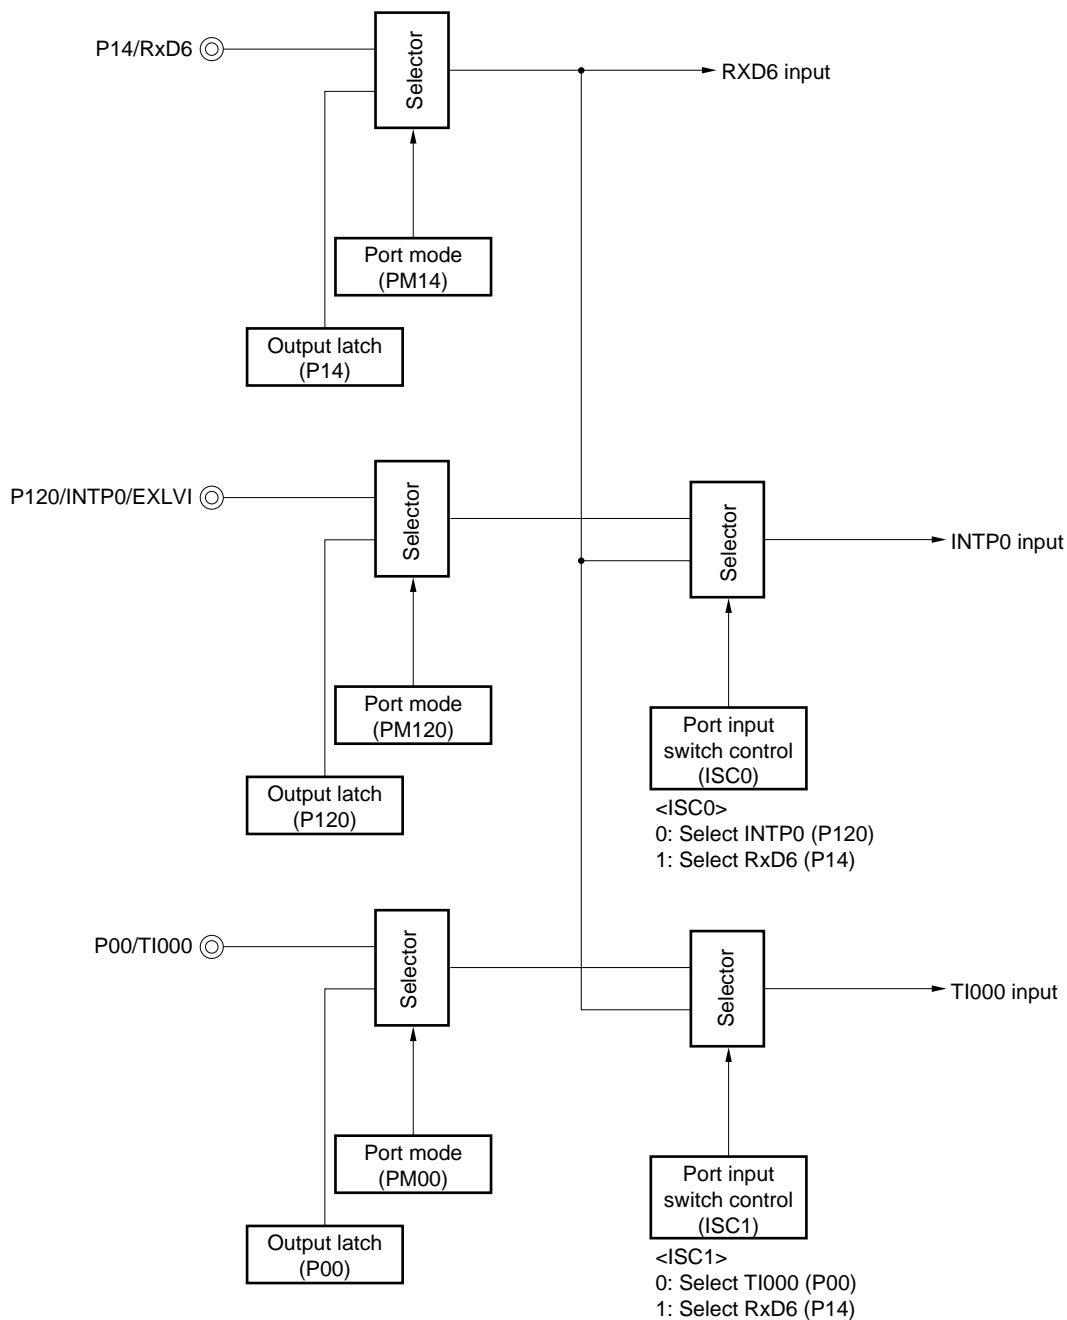 P14/RxD6
Selector
RXD6 input
Port mode
(PM14)
Output latch
(P14)
P120/INTP0/EXLVI
Selector
Selector
INTP0 input
Port mode
(PM120)
Port input
switch control
(ISC0)
Output latch
(P120)
<ISC0>
0: Select INTP0 (P120)
1: Select RxD6 (P14)
P00/TI000
Selector
Selector
TI000 input
Port mode
(PM00)
Port input
switch control
(ISC1)
Output latch
(P00)
<ISC1>
0: Select TI000 (P00)
1: Select RxD6 (P14)